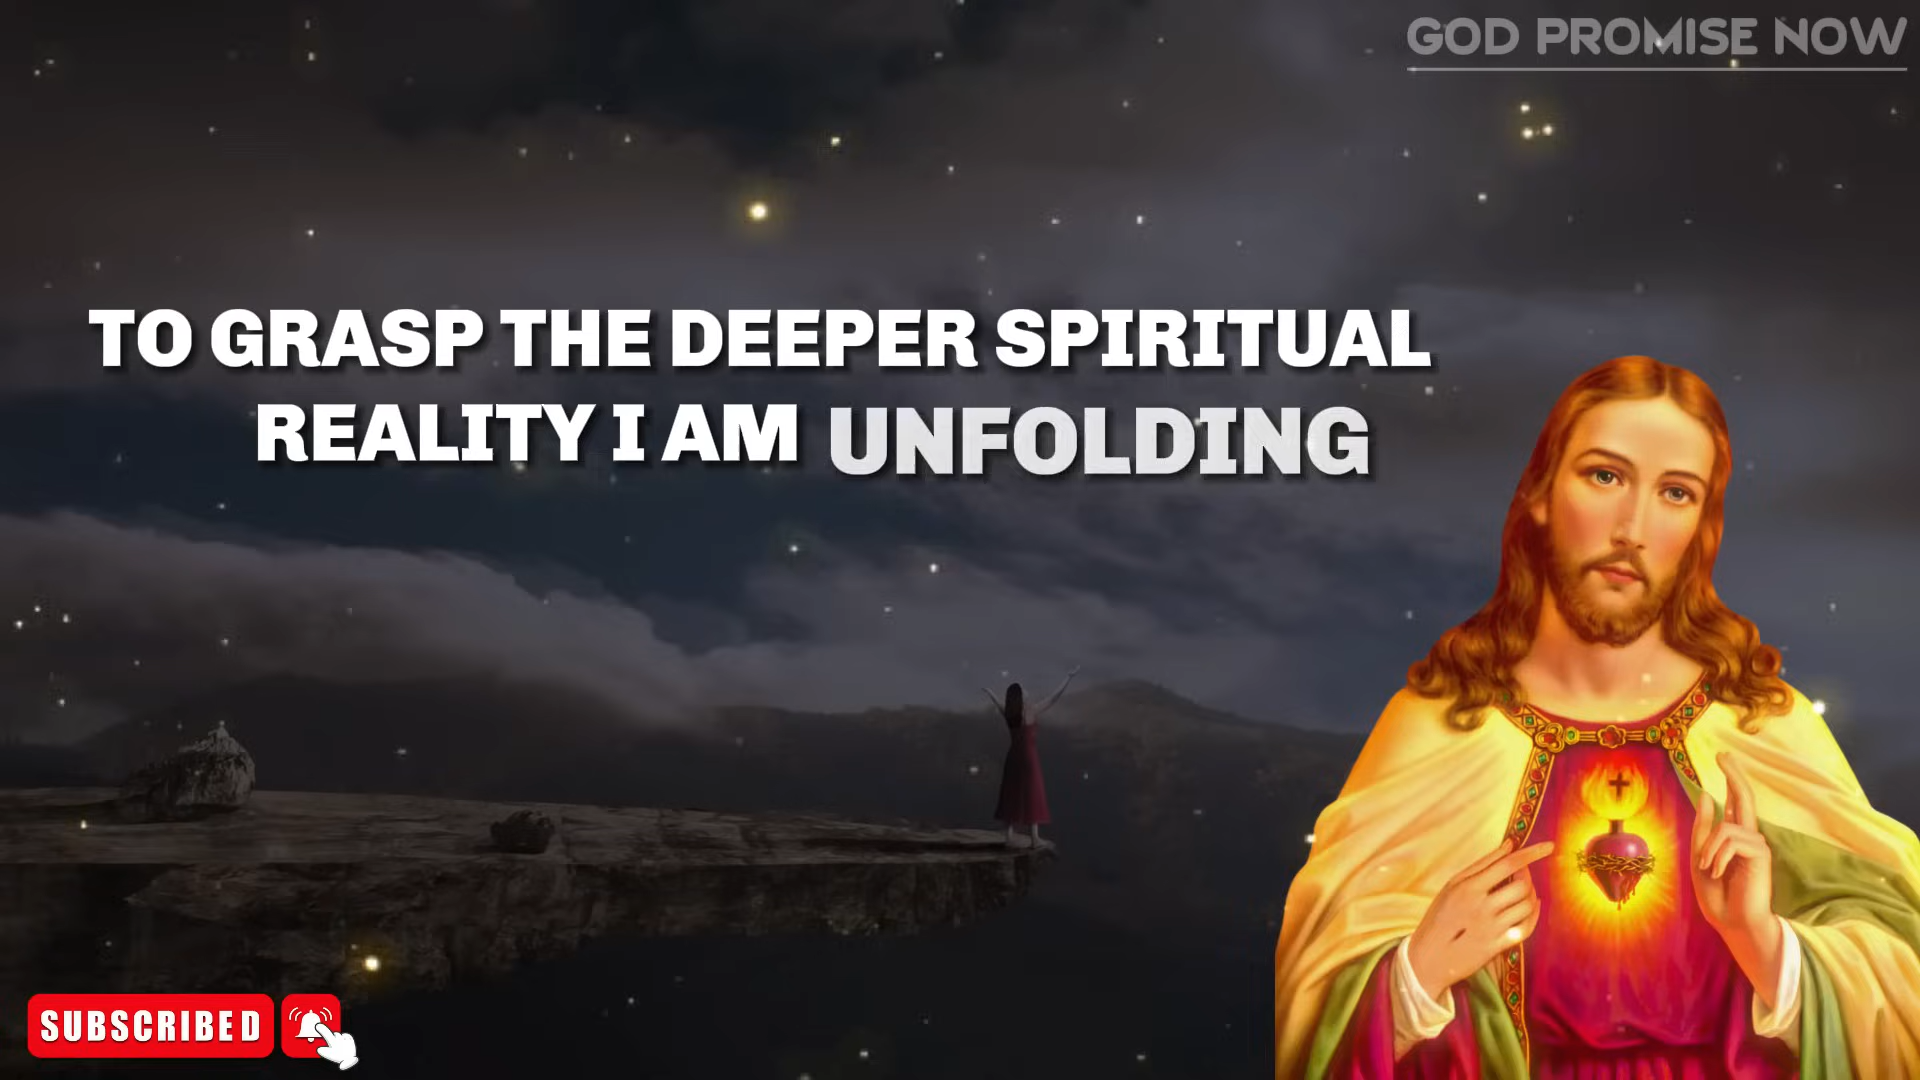 GOD PROMISE NOW
TO GRASP THE DEEPER SPIRITUAL
REALITY I AM UNFOLDING
SUBSCRIBED